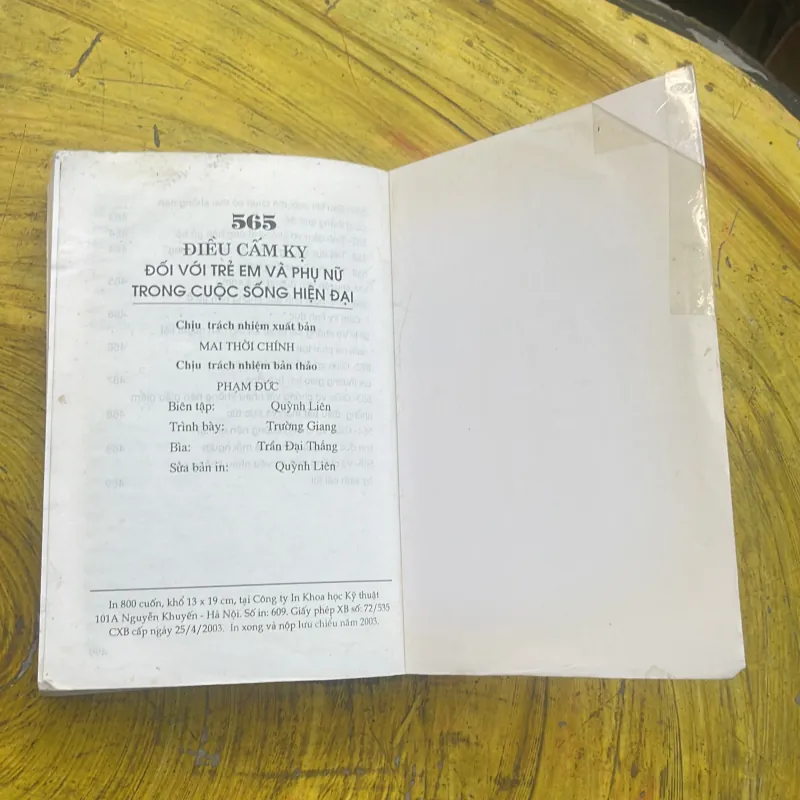 565
ĐIỀU CẤM KỴ
ĐỐI VỚI TRẺ EM VÀ PHỤ NỮ
TRONG CUỘC SỐNG HIỆN ĐẠI
Chịu trách nhiệm xuất bản
MAI THỜI CHÍNH
Chịu trách nhiệm bản thảo
PHẠM ĐỨC
Biên tập: Quỳnh Liên
Trình bày: Trường Giang
Bìa: Trần Đại Thắng
Sửa bản in: Quỳnh Liên
In 800 cuốn, khổ 13 x 19 cm, tại Công ty In Khoa học Kỹ thuật
101A Nguyễn Khuyến - Hà Nội. Số in: 609. Giấy phép XB số: 72/535
CXB cấp ngày 25/4/2003. In xong và nộp lưu chiểu năm 2003.